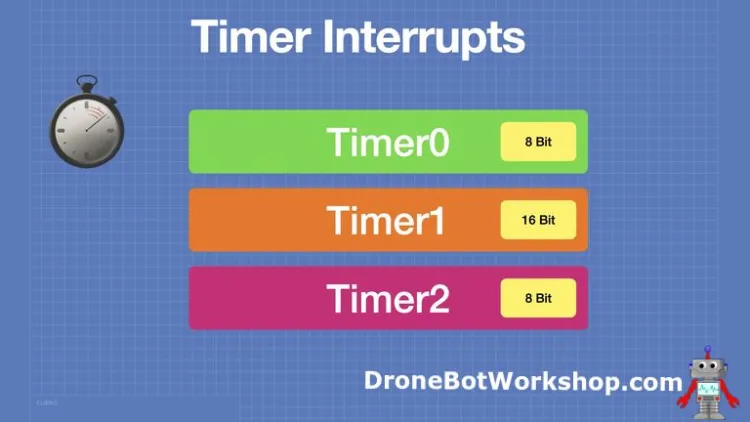 Timer Interrupts
Timer0
8 Bit
Timer1
16 Bit
Timer2
8 Bit
DroneBotWorkshop.com